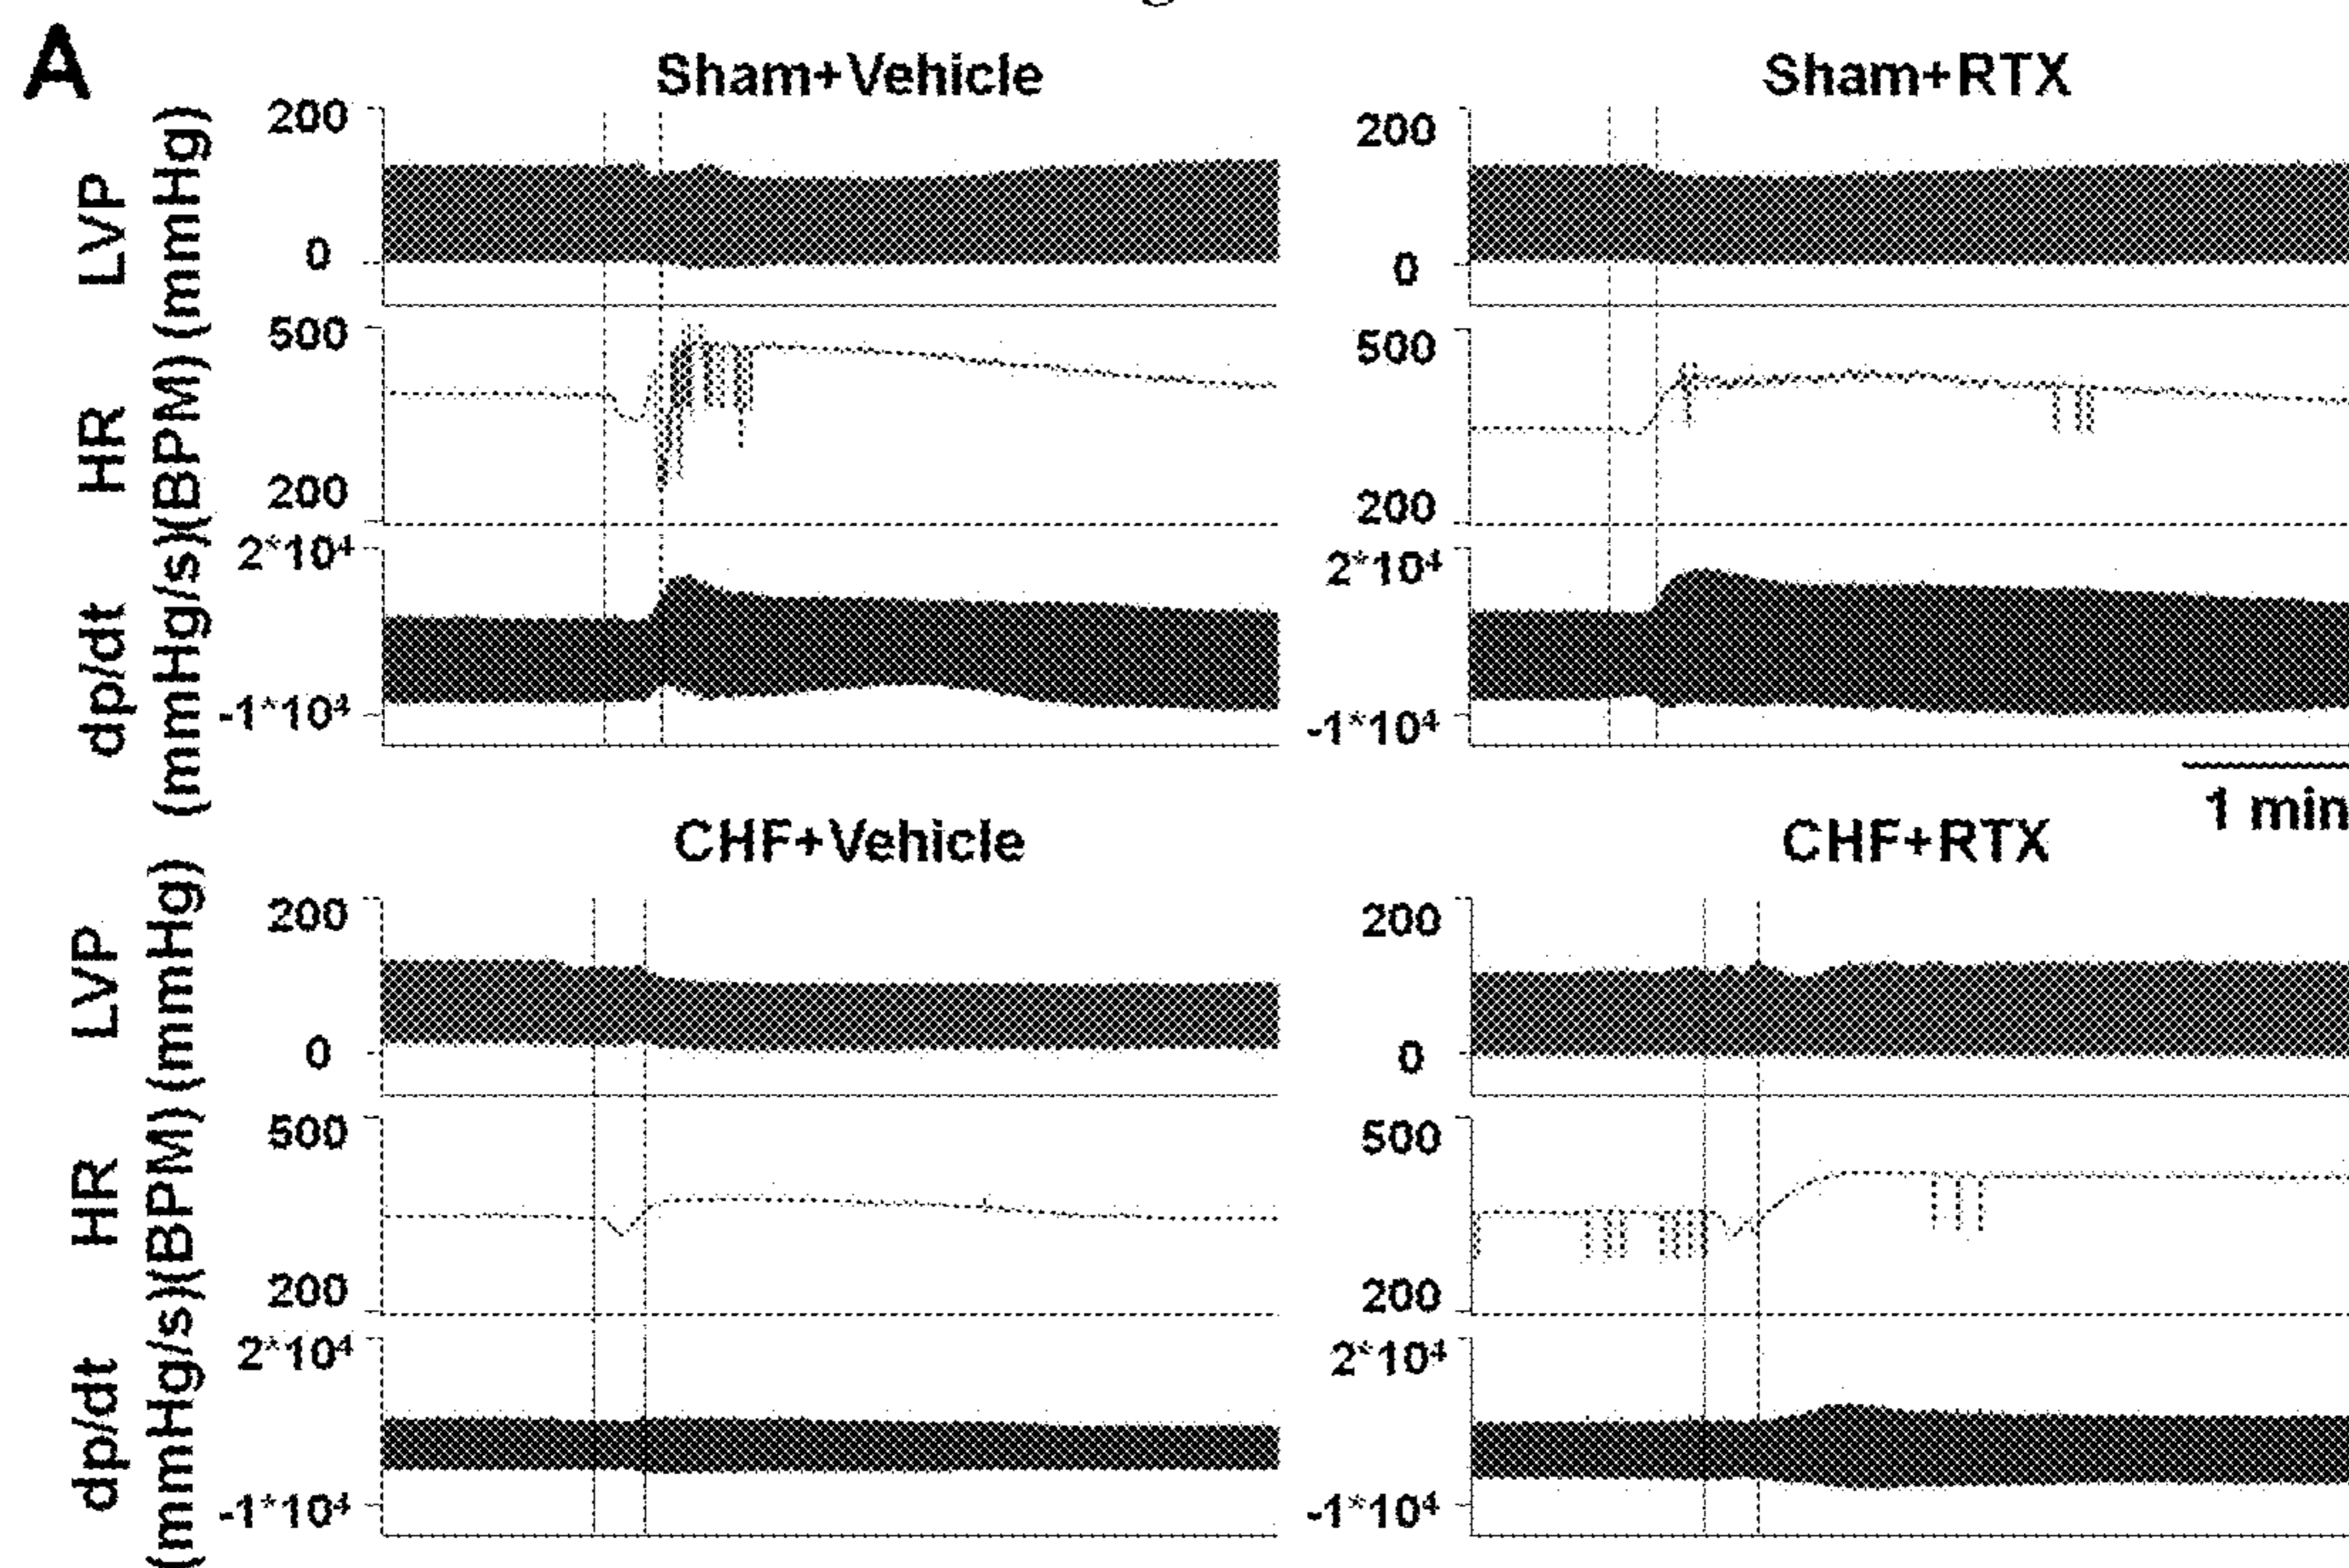 A
Sham+Vehicle
Sham+RTX
LVP
(mmHg)
200
0
200
0
HR
(BPM)
500
200
500
200
dp/dt
(mmHg/s)
2*10⁴
-1*10⁴
2*10⁴
-1*10⁴
1 min
CHF+Vehicle
CHF+RTX
LVP
(mmHg)
200
0
200
0
HR
(BPM)
500
200
500
200
dp/dt
(mmHg/s)
2*10⁴
-1*10⁴
2*10⁴
-1*10⁴